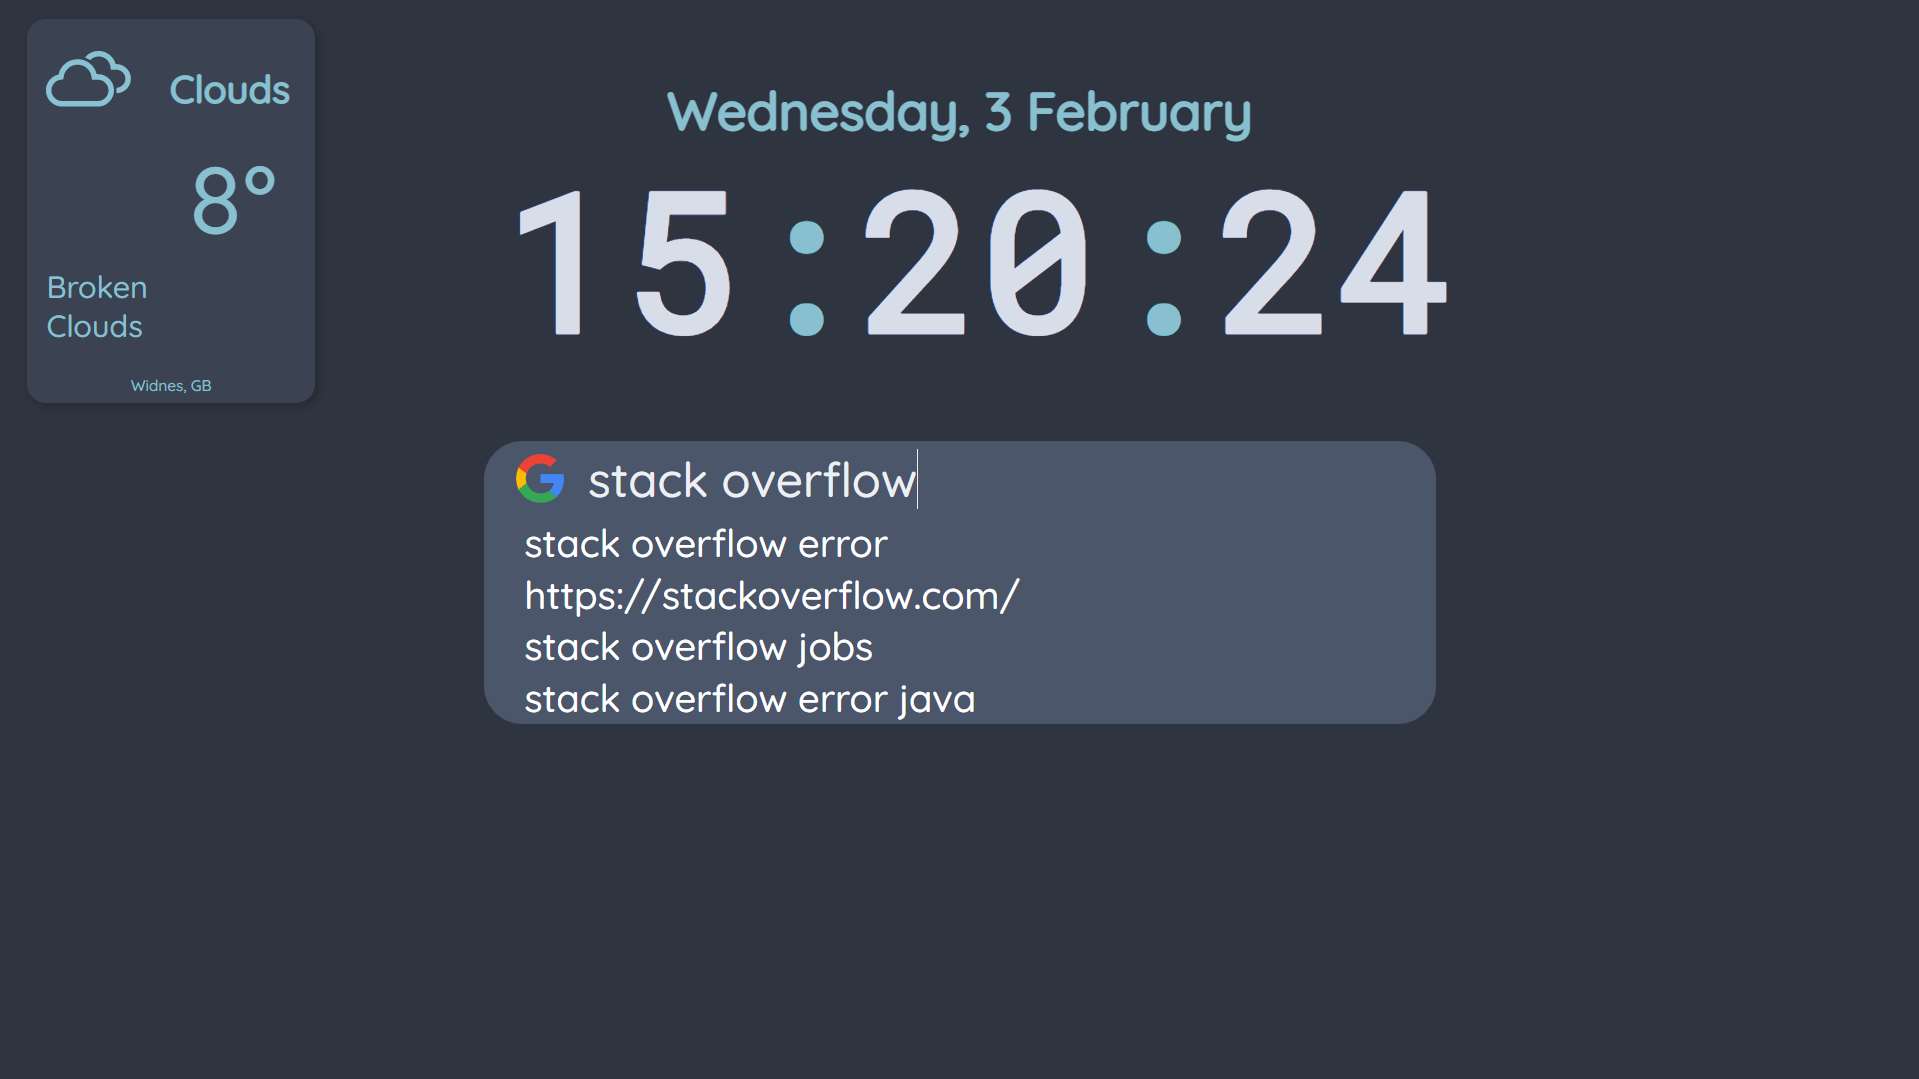 Clouds
8°
Broken
Clouds
Widnes, GB
Wednesday, 3 February
15:20:24
stack overflow
stack overflow error
https://stackoverflow.com/
stack overflow jobs
stack overflow error java